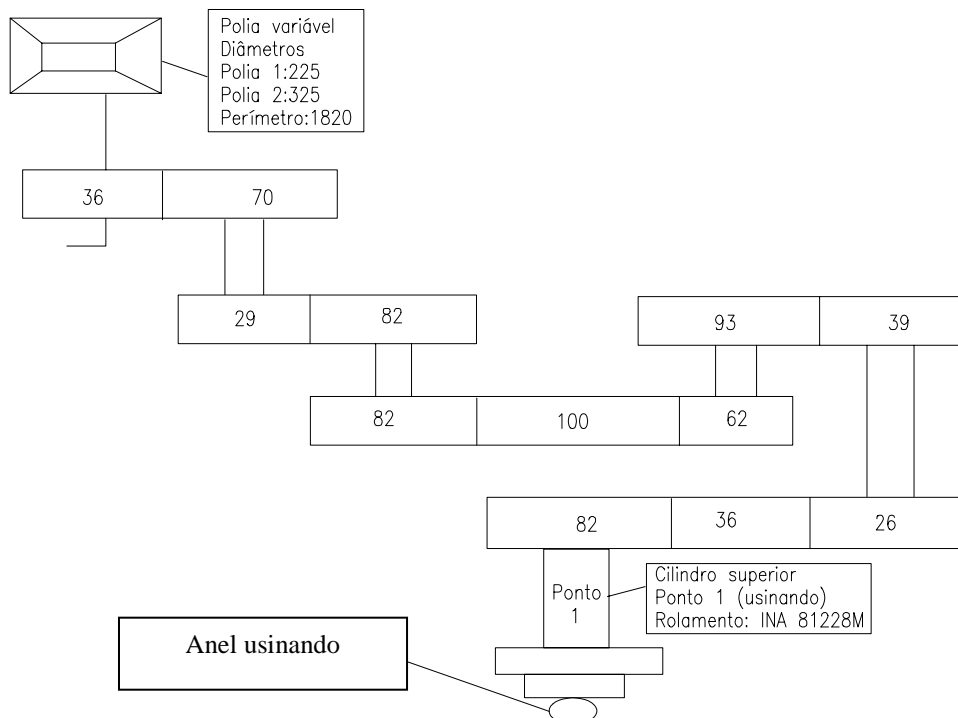 Polia variável
Diâmetros
Polia 1:225
Polia 2:325
Perímetro:1820
36
70
29
82
93
39
82
100
62
82
36
26
Ponto
1
Cilindro superior
Ponto 1 (usinando)
Rolamento: INA 81228M
Anel usinando